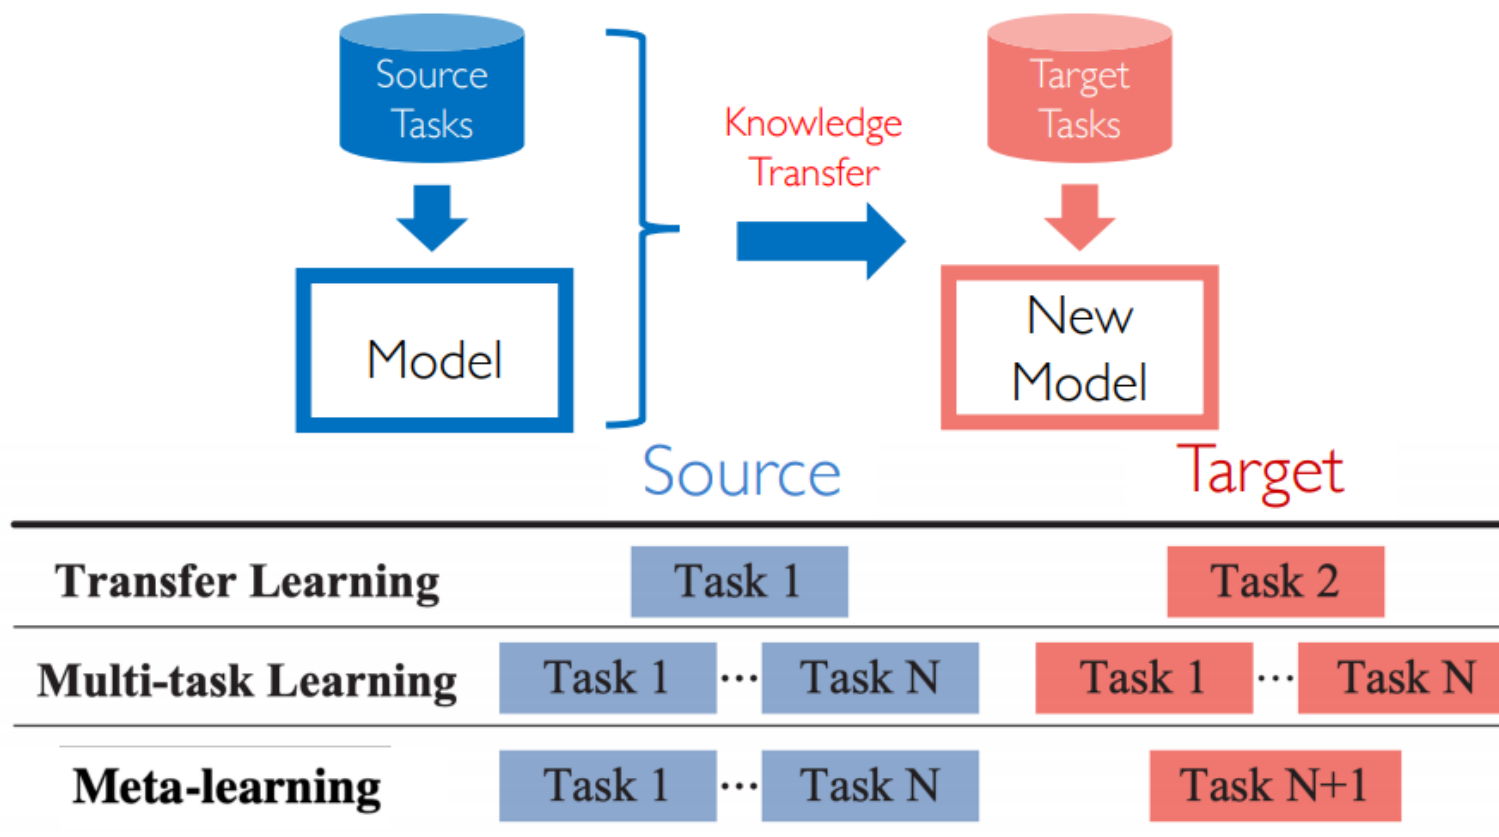 Source
Tasks
Knowledge
Transfer
Target
Tasks
Model
New
Model
Source Target
Transfer Learning Task 1 Task 2
Multi-task Learning Task 1 ... Task N Task 1 ... Task N
Meta-learning Task 1 ... Task N Task N+1